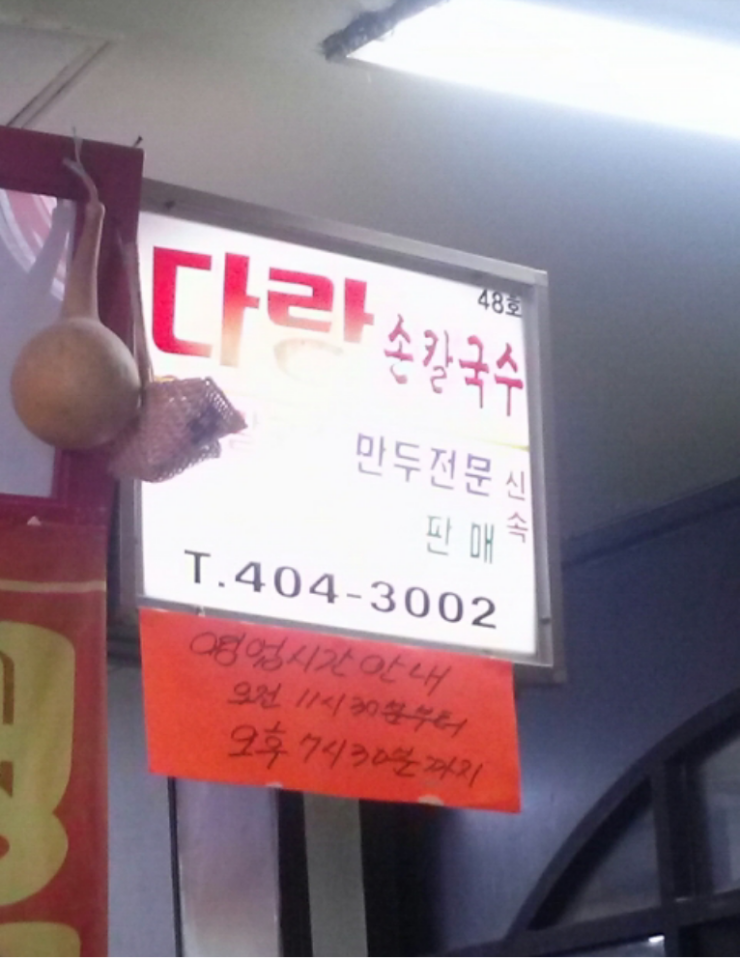 48호
다랑 손칼국수
만두전문 신속
판매
T.404-3002
영업시간안내
오전 11시30분부터
오후 7시30분까지